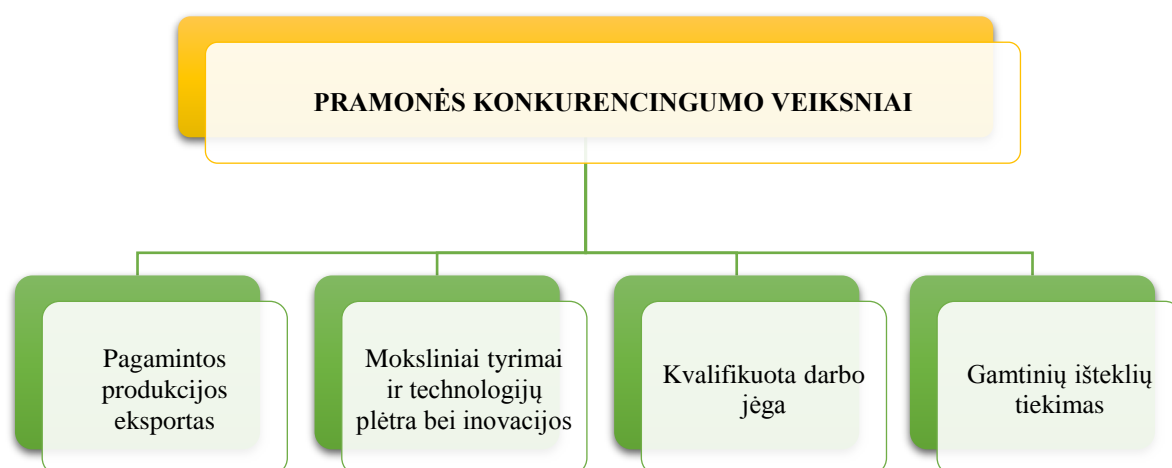 PRAMONĖS KONKURENCINGUMO VEIKSNIAI
Pagamintos
produkcijos
eksportas
Moksliniai tyrimai
ir technologijų
plėtra bei inovacijos
Kvalifikuota darbo
jėga
Gamtinių išteklių
tiekimas